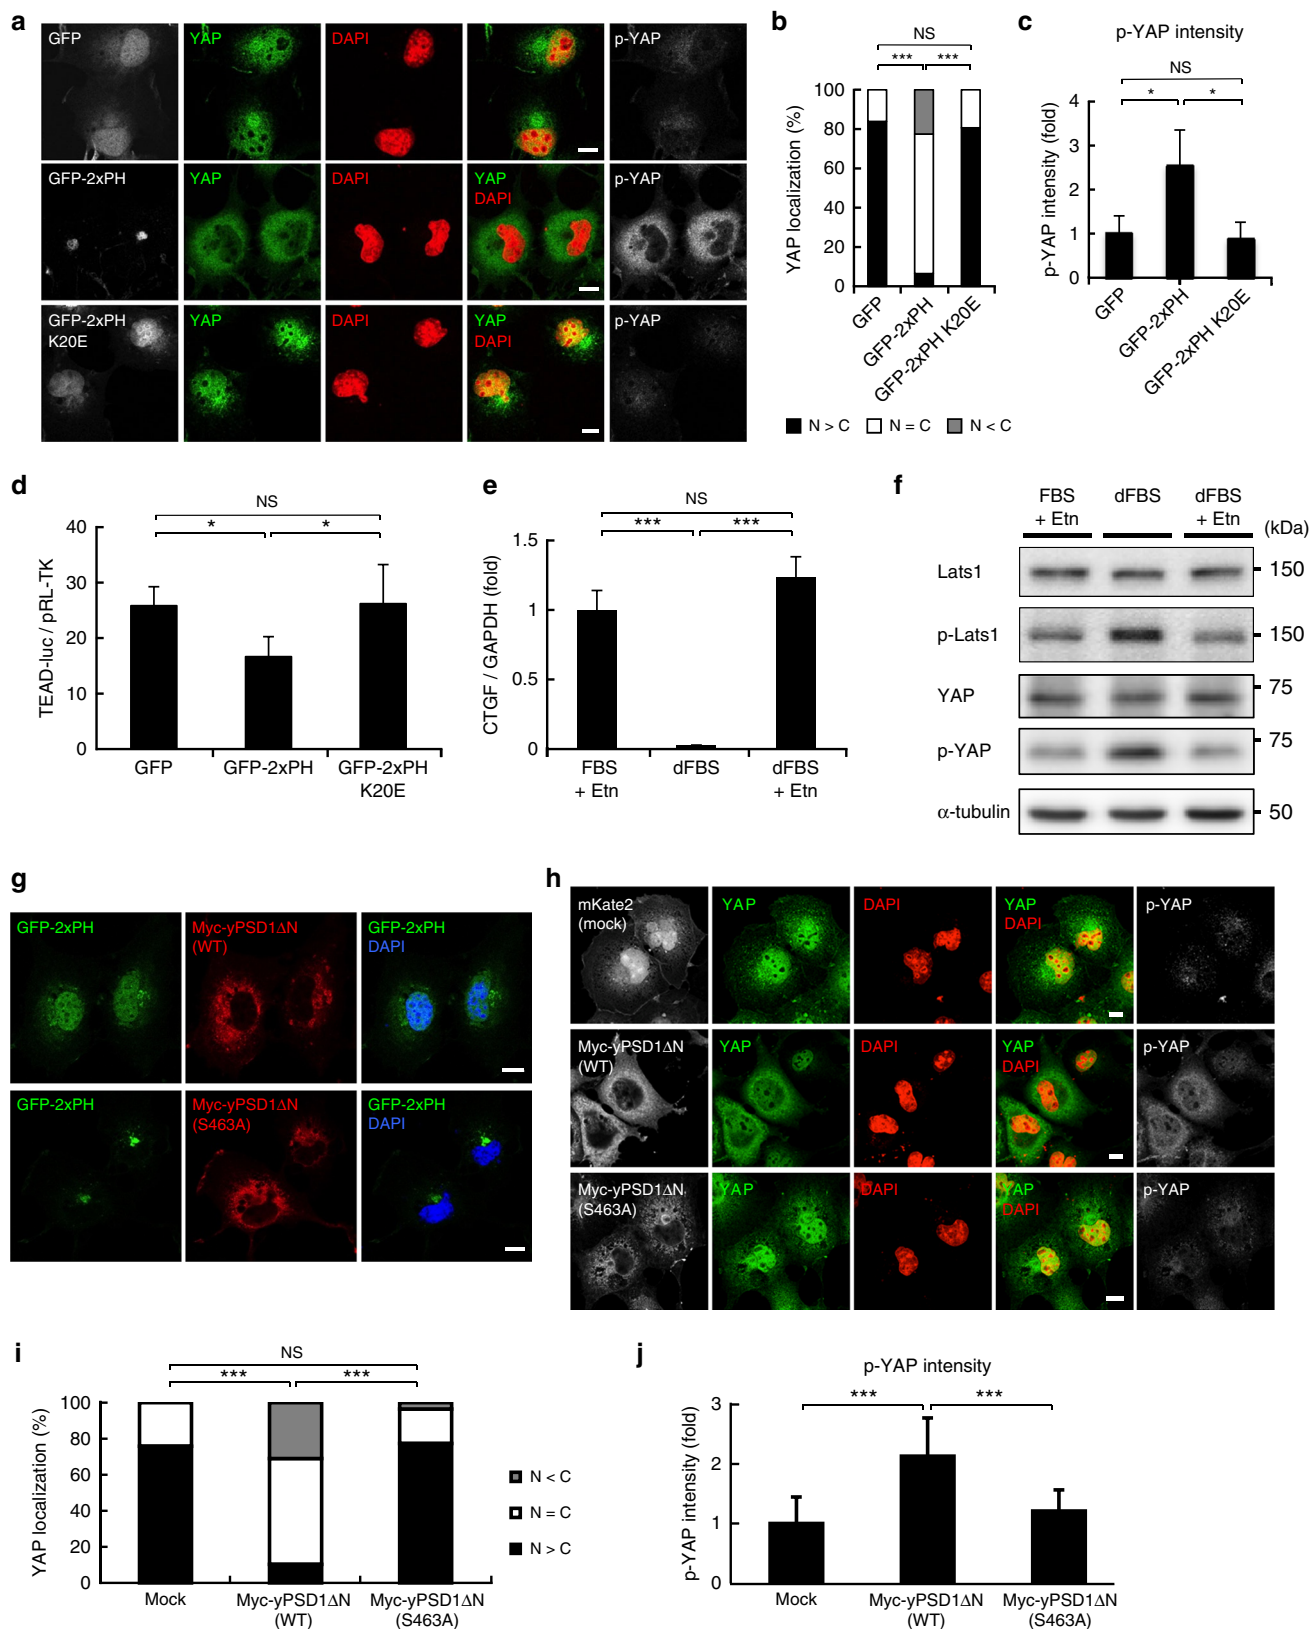 a
GFP
YAP
DAPI
p-YAP
GFP-2xPH
YAP
DAPI
YAP
DAPI
p-YAP
GFP-2xPH
K20E
YAP
DAPI
YAP
DAPI
p-YAP
b
NS
*** ***
YAP localization (%)
100
80
60
40
20
0
GFP
GFP-2xPH
GFP-2xPH K20E
N > C N = C N < C
c
p-YAP intensity
NS
* *
p-YAP intensity (fold)
4
3
2
1
0
GFP
GFP-2xPH
GFP-2xPH K20E
d
NS
* *
TEAD-luc / pRL-TK
40
30
20
10
0
GFP
GFP-2xPH
GFP-2xPH
K20E
e
NS
*** ***
CTGF / GAPDH (fold)
1.5
1
0.5
0
FBS
+ Etn
dFBS
dFBS
+ Etn
f
FBS
+ Etn
dFBS
dFBS
+ Etn
(kDa)
Lats1
150
p-Lats1
150
YAP
75
p-YAP
75
α-tubulin
50
g
GFP-2xPH
Myc-yPSD1ΔN
(WT)
GFP-2xPH
DAPI
GFP-2xPH
Myc-yPSD1ΔN
(S463A)
GFP-2xPH
DAPI
h
mKate2
(mock)
YAP
DAPI
YAP
DAPI
p-YAP
Myc-yPSD1ΔN
(WT)
YAP
DAPI
YAP
DAPI
p-YAP
Myc-yPSD1ΔN
(S463A)
YAP
DAPI
YAP
DAPI
p-YAP
i
NS
*** ***
YAP localization (%)
100
80
60
40
20
0
Mock
Myc-yPSD1ΔN
(WT)
Myc-yPSD1ΔN
(S463A)
N < C
N = C
N > C
j
p-YAP intensity
*** ***
p-YAP intensity (fold)
3
2
1
0
Mock
Myc-yPSD1ΔN
(WT)
Myc-yPSD1ΔN
(S463A)